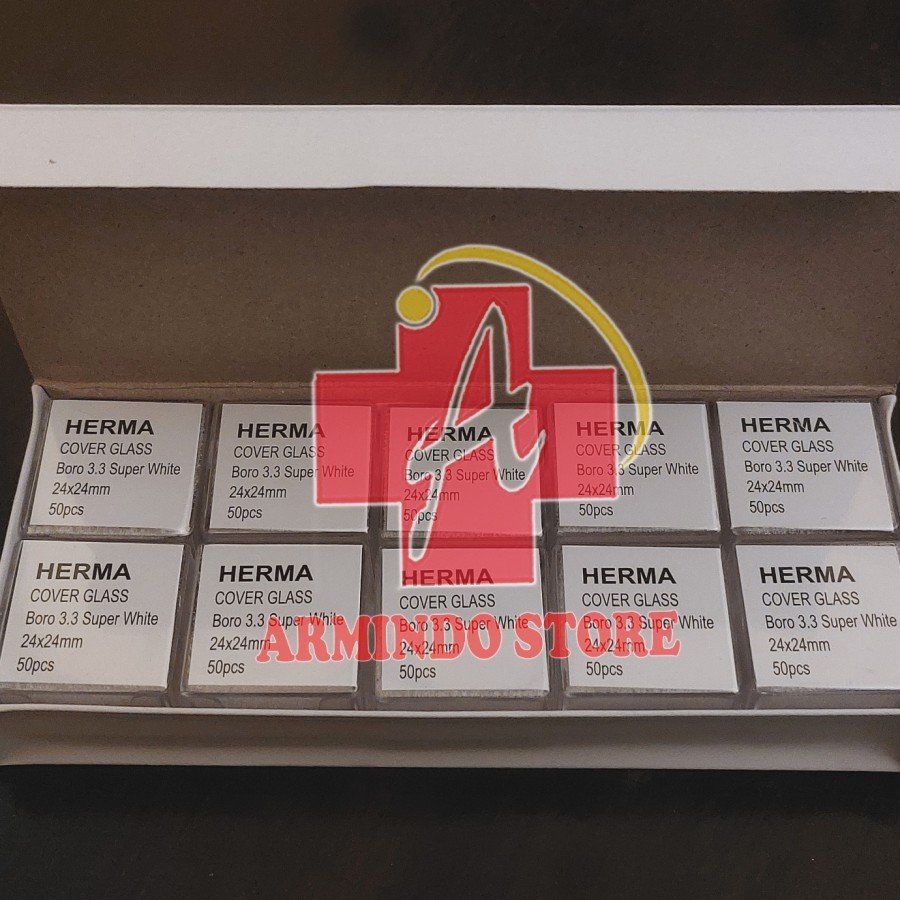 HERMA
COVER GLASS
Boro 3.3 Super White
24x24mm
50pcs
HERMA
COVER GLASS
Boro 3.3 Super White
24x24mm
50pcs
HERMA
COVER GLASS
Boro 3.3 Super White
24x24mm
50pcs
HERMA
COVER GLASS
Boro 3.3 Super White
24x24mm
50pcs
HERMA
COVER GLASS
Boro 3.3 Super White
24x24mm
50pcs
HERMA
COVER GLASS
Boro 3.3 Super White
24x24mm
50pcs
HERMA
COVER GLASS
Boro 3.3 Super White
24x24mm
50pcs
HERMA
COVER GLASS
Boro 3.3 Super White
24x24mm
50pcs
HERMA
COVER GLASS
Boro 3.3 Super White
24x24mm
50pcs
HERMA
COVER GLASS
Boro 3.3 Super White
24x24mm
50pcs
A
ARMINDO STORE